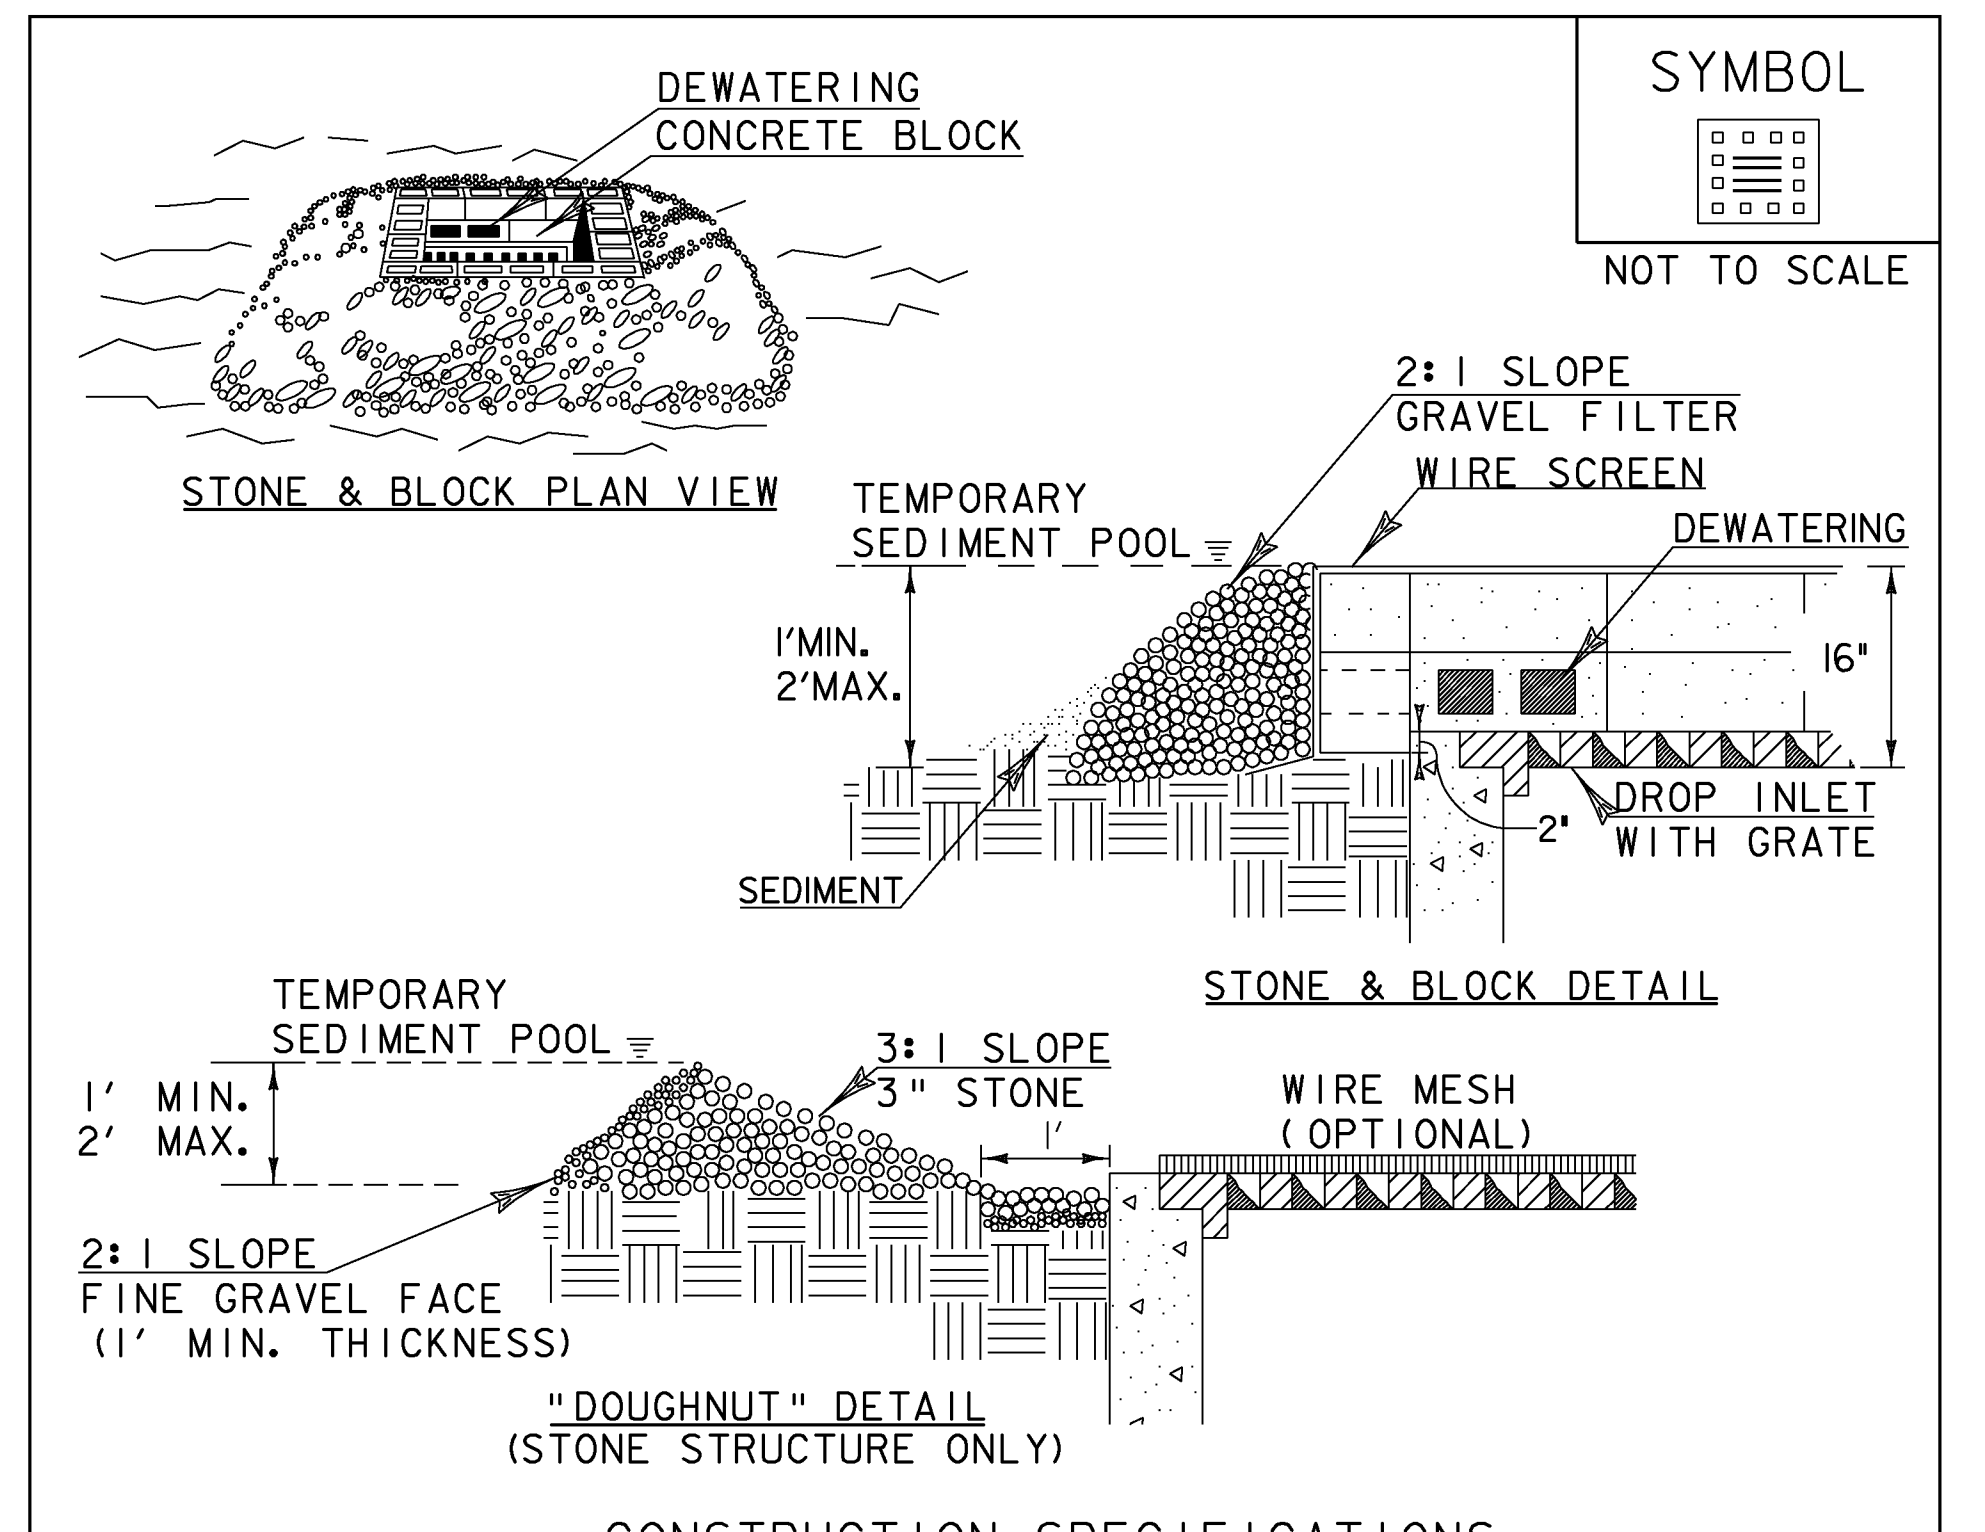 SYMBOL
NOT TO SCALE
DEWATERING
CONCRETE BLOCK
STONE & BLOCK PLAN VIEW
2:1 SLOPE
GRAVEL FILTER
WIRE SCREEN
DEWATERING
TEMPORARY
SEDIMENT POOL
1'MIN.
2'MAX.
16"
DROP INLET
WITH GRATE
2"
SEDIMENT
STONE & BLOCK DETAIL
TEMPORARY
SEDIMENT POOL
1' MIN.
2' MAX.
3:1 SLOPE
3" STONE
1'
WIRE MESH
(OPTIONAL)
2:1 SLOPE
FINE GRAVEL FACE
(1' MIN. THICKNESS)
"DOUGHNUT" DETAIL
(STONE STRUCTURE ONLY)
CONSTRUCTION SPECIFICATIONS